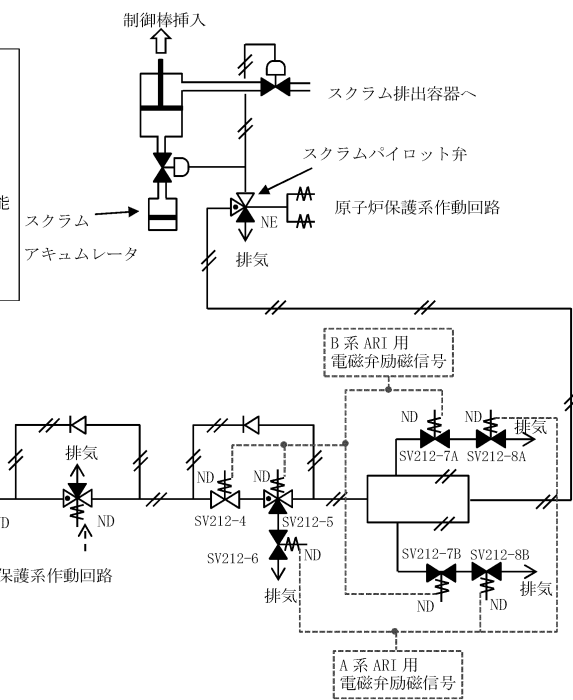 制御棒挿入
スクラム排出容器へ
スクラムパイロット弁
能
スクラム
アキュムレータ
NE
原子炉保護系作動回路
排気
B系ARI用
電磁弁励磁信号
ND
ND
排気
SV212-7A
SV212-8A
排気
ND
ND
SV212-4
SV212-5
ND
ND
SV212-6
ND
SV212-7B
SV212-8B
保護系作動回路
排気
排気
ND
ND
A系ARI用
電磁弁励磁信号